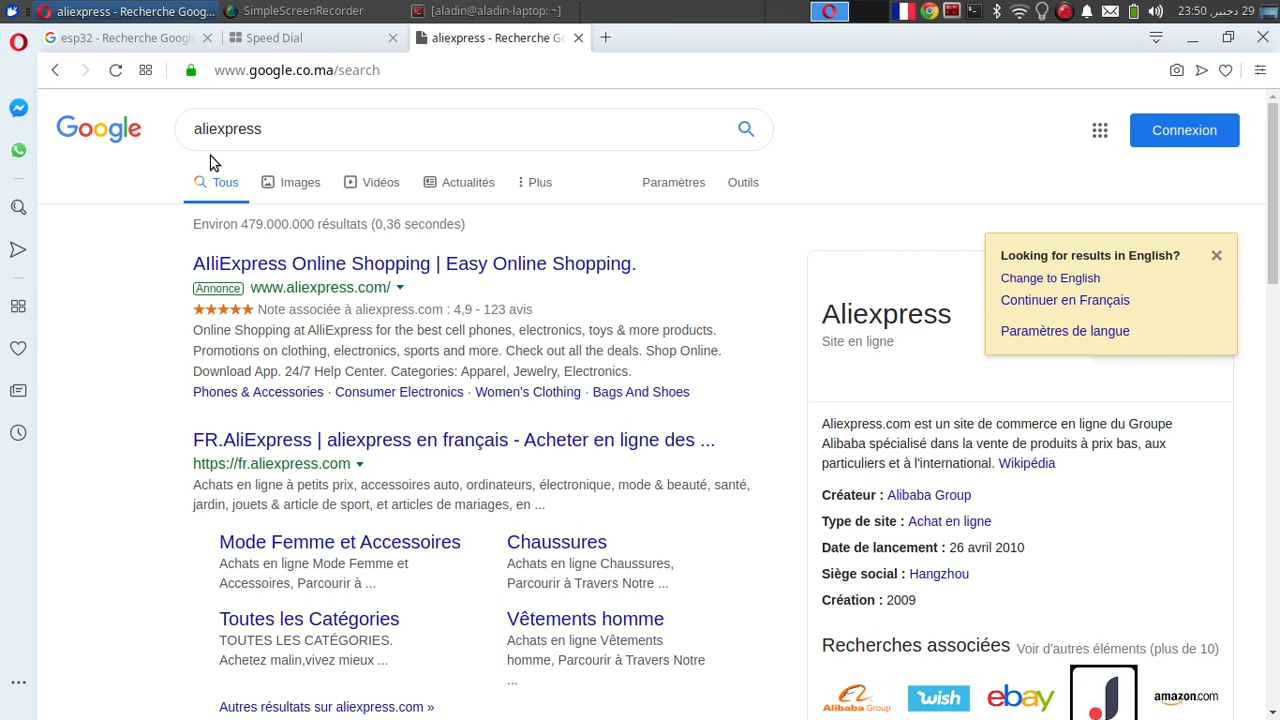 aliexpress - Recherche Goog...
SimpleScreenRecorder
[aladin@aladin-laptop: ~]
29 دجنبر, 23:50
esp32 - Recherche Google
Speed Dial
aliexpress - Recherche Go
www.google.co.ma/search
Google
aliexpress
Connexion
Tous
Images
Vidéos
Actualités
Plus
Paramètres
Outils
Environ 479.000.000 résultats (0,36 secondes)
AlliExpress Online Shopping | Easy Online Shopping.
Annonce www.aliexpress.com/
Note associée à aliexpress.com : 4,9 - 123 avis
Online Shopping at AlliExpress for the best cell phones, electronics, toys & more products.
Promotions on clothing, electronics, sports and more. Check out all the deals. Shop Online.
Download App. 24/7 Help Center. Categories: Apparel, Jewelry, Electronics.
Phones & Accessories · Consumer Electronics · Women's Clothing · Bags And Shoes
FR.AliExpress | aliexpress en français - Acheter en ligne des ...
https://fr.aliexpress.com
Achats en ligne à petits prix, accessoires auto, ordinateurs, électronique, mode & beauté, santé,
jardin, jouets & article de sport, et articles de mariages, en ...
Mode Femme et Accessoires
Achats en ligne Mode Femme et
Accessoires, Parcourir à ...
Chaussures
Achats en ligne Chaussures,
Parcourir à Travers Notre ...
Toutes les Catégories
TOUTES LES CATÉGORIES.
Achetez malin,vivez mieux ...
Vêtements homme
Achats en ligne Vêtements
homme, Parcourir à Travers Notre
...
Autres résultats sur aliexpress.com »
Looking for results in English?
Change to English
Continuer en Français
Paramètres de langue
Aliexpress
Site en ligne
Aliexpress.com est un site de commerce en ligne du Groupe
Alibaba spécialisé dans la vente de produits à prix bas, aux
particuliers et à l'international. Wikipédia
Créateur : Alibaba Group
Type de site : Achat en ligne
Date de lancement : 26 avril 2010
Siège social : Hangzhou
Création : 2009
Recherches associées
Voir d'autres éléments (plus de 10)
Alibaba Group
wish
ebay
amazon.com